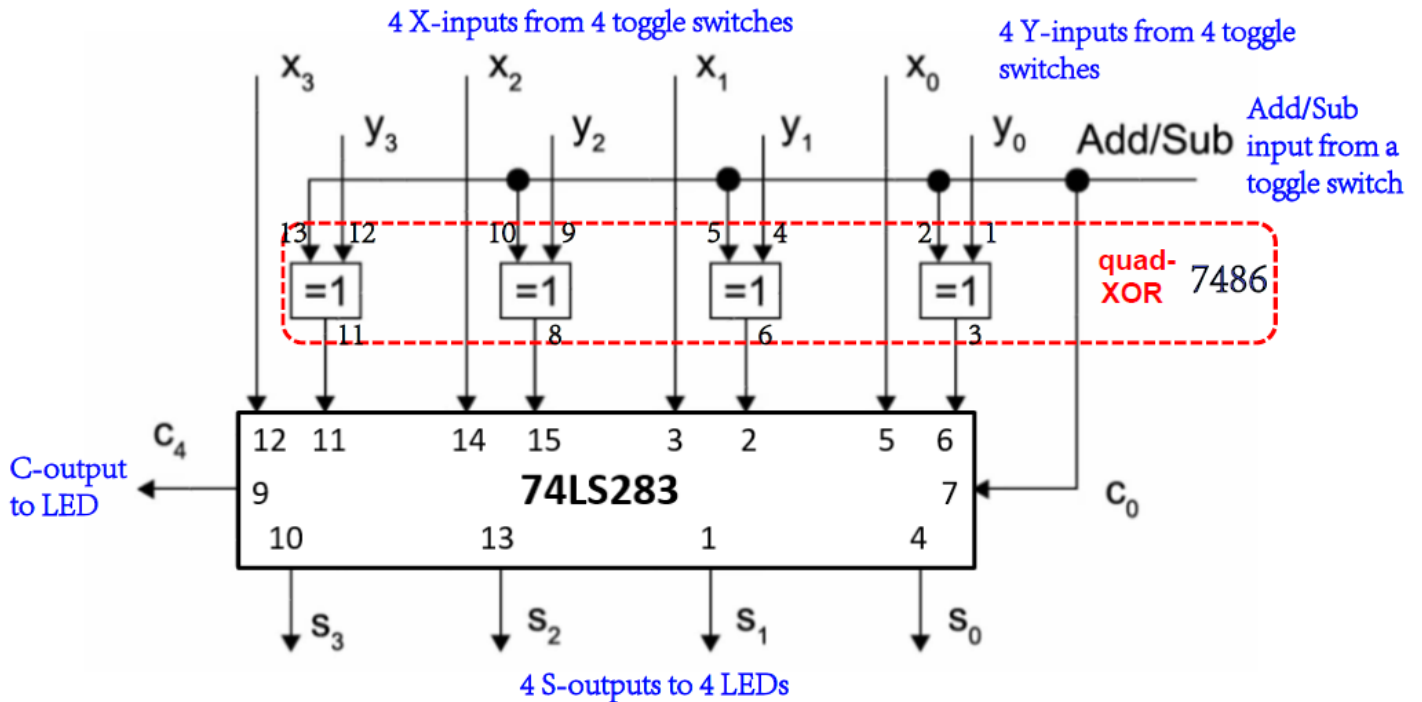 4 X-inputs from 4 toggle switches
4 Y-inputs from 4 toggle
switches
x₃ x₂ x₁ x₀
Add/Sub
input from a
toggle switch
y₃ y₂ y₁ y₀ Add/Sub
13 12 10 9 5 4 2 1
=1 =1 =1 =1
quad-
XOR
7486
11 8 6 3
c₄
12 11 14 15 3 2 5 6
C-output
to LED
9 74LS283 7 c₀
10 13 1 4
s₃ s₂ s₁ s₀
4 S-outputs to 4 LEDs